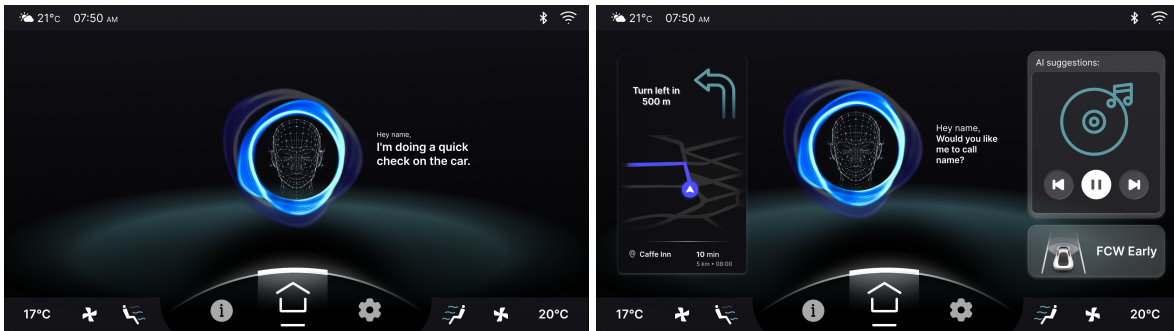 21°C 07:50 AM
Hey name,
I'm doing a quick
check on the car.
i
17°C
20°C
21°C 07:50 AM
Turn left in
500 m
Caffe Inn 10 min
5 km • 08:00
Hey name,
Would you like
me to call
name?
AI suggestions:
FCW Early
i
17°C
20°C